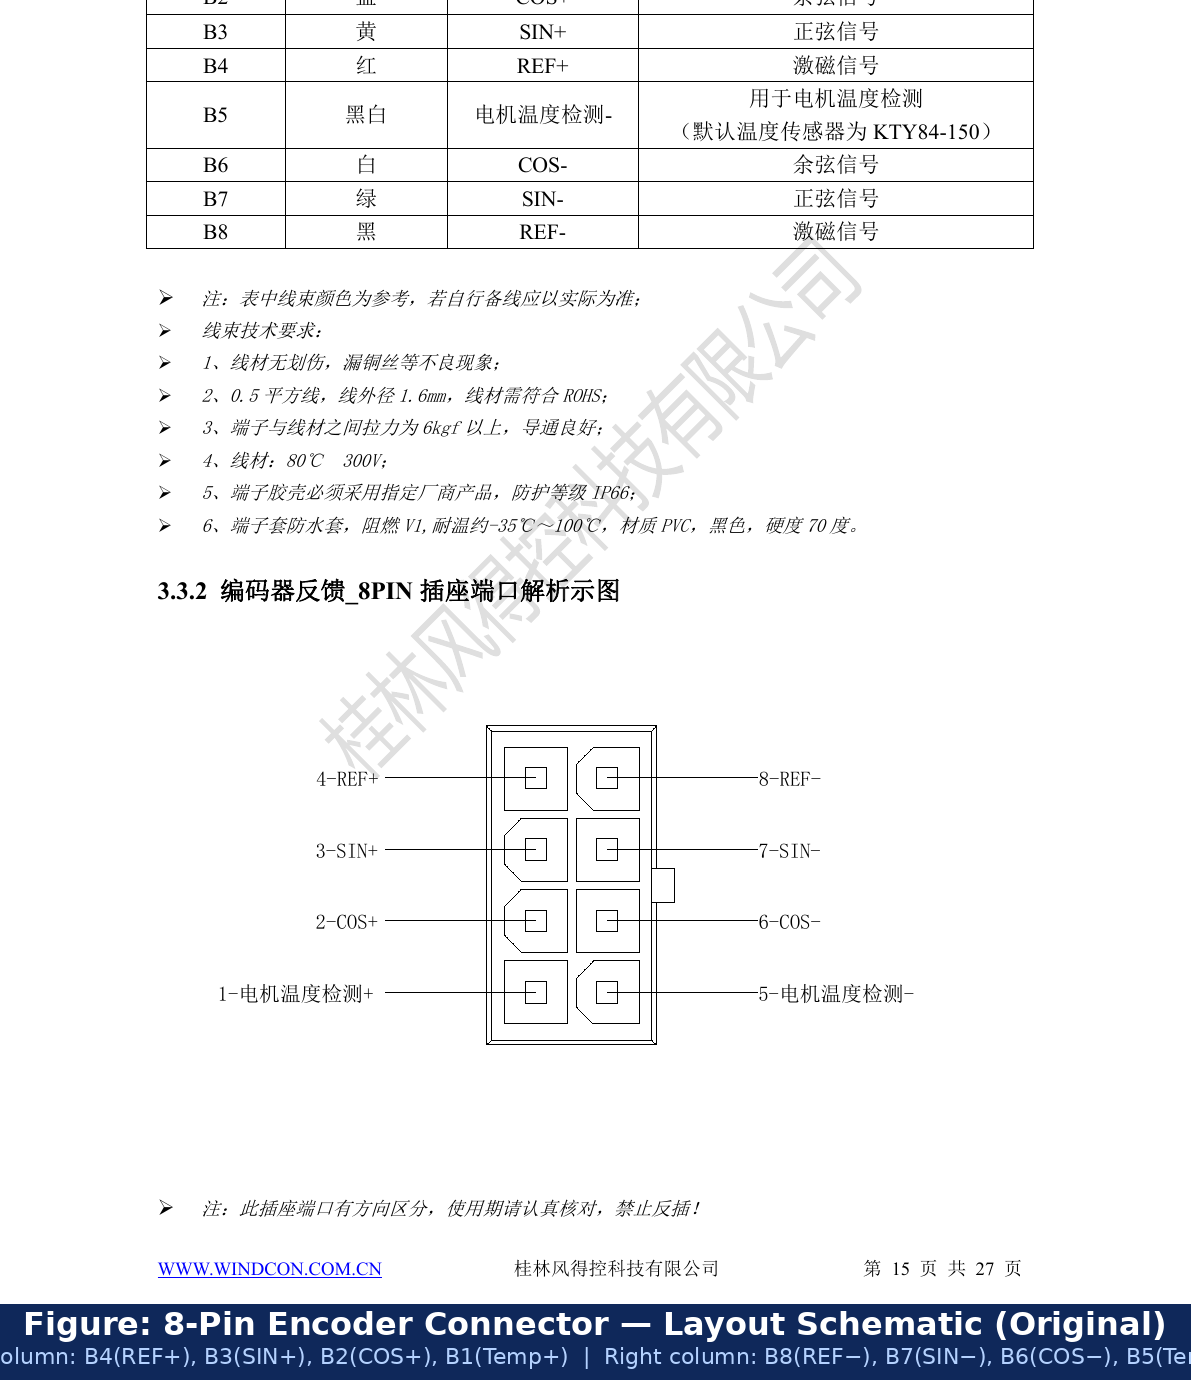 B3 黄 SIN+ 正弦信号
B4 红 REF+ 激磁信号
B5 黑白 电机温度检测- 用于电机温度检测
（默认温度传感器为 KTY84-150）
B6 白 COS- 余弦信号
B7 绿 SIN- 正弦信号
B8 黑 REF- 激磁信号
➢ 注：表中线束颜色为参考，若自行备线应以实际为准；
➢ 线束技术要求：
➢ 1、线材无划伤，漏铜丝等不良现象；
➢ 2、0.5 平方线，线外径 1.6mm，线材需符合 ROHS；
➢ 3、端子与线材之间拉力为 6kgf 以上，导通良好；
➢ 4、线材：80℃ 300V；
➢ 5、端子胶壳必须采用指定厂商产品，防护等级 IP66；
➢ 6、端子套防水套，阻燃 V1,耐温约-35℃～100℃，材质 PVC，黑色，硬度 70 度。
桂林风得控科技有限公司
3.3.2 编码器反馈_8PIN 插座端口解析示图
4-REF+ 8-REF-
3-SIN+ 7-SIN-
2-COS+ 6-COS-
1-电机温度检测+ 5-电机温度检测-
➢ 注：此插座端口有方向区分，使用期请认真核对，禁止反插！
WWW.WINDCON.COM.CN 桂林风得控科技有限公司 第 15 页 共 27 页
Figure: 8-Pin Encoder Connector — Layout Schematic (Original)
olumn: B4(REF+), B3(SIN+), B2(COS+), B1(Temp+) | Right column: B8(REF−), B7(SIN−), B6(COS−), B5(Te